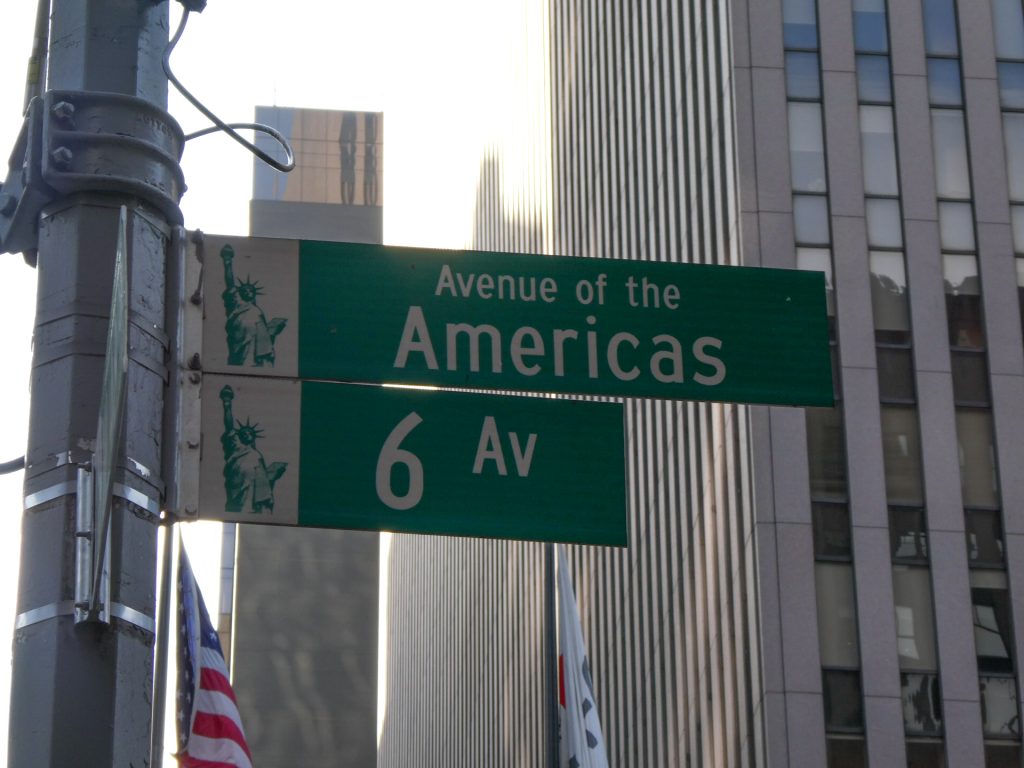 Avenue of the
Americas
6 Av